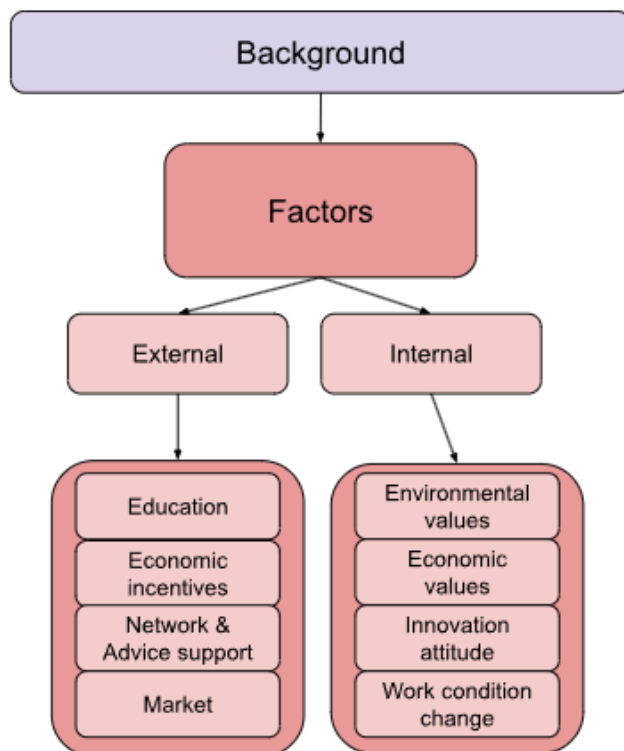 Background
Factors
External
Internal
Education
Economic
incentives
Network &
Advice support
Market
Environmental
values
Economic
values
Innovation
attitude
Work condition
change